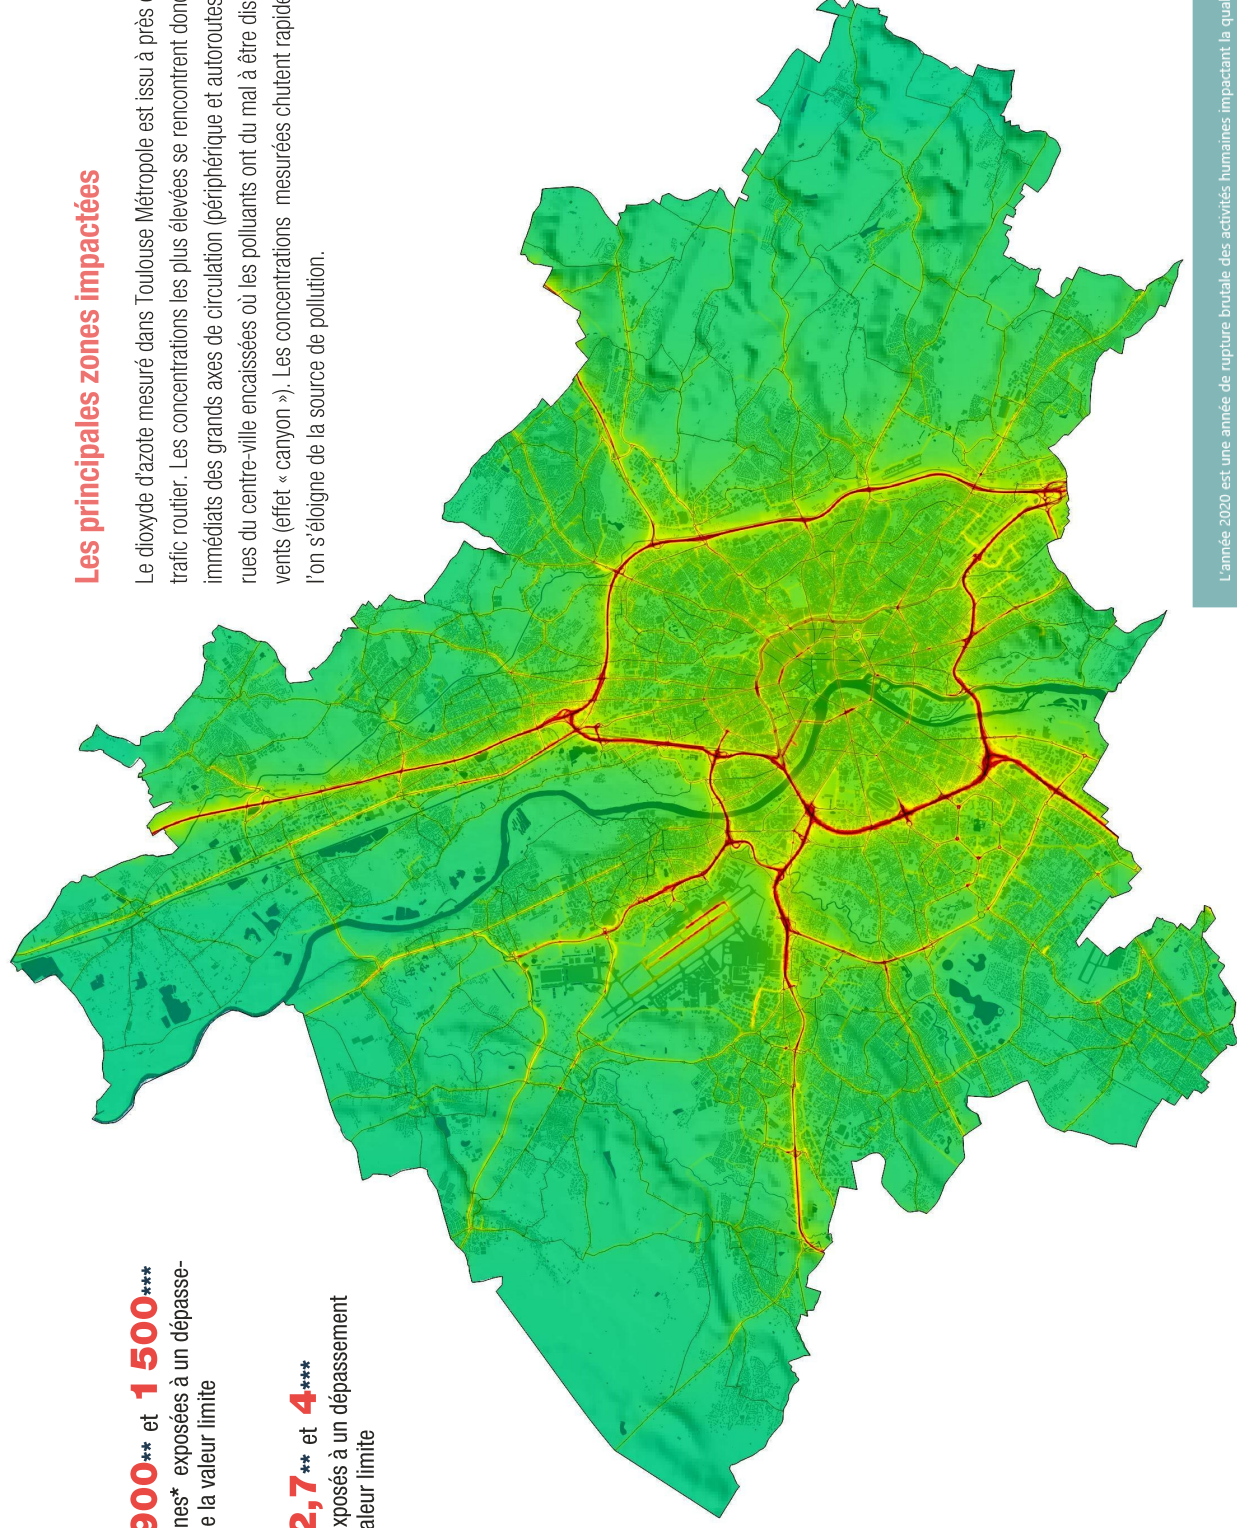 900** et 1 500***
nes* exposées à un dépasse-
e la valeur limite
2,7** et 4***
xposés à un dépassement
aleur limite
Les principales zones impactées
Le dioxyde d'azote mesuré dans Toulouse Métropole est issu à près
trafic routier. Les concentrations les plus élevées se rencontrent donc
immédiats des grands axes de circulation (périphérique et autoroutes
rues du centre-ville encaissées où les polluants ont du mal à être dis
vents (effet « canyon »). Les concentrations mesurées chutent rapide
l'on s'éloigne de la source de pollution.
L'année 2020 est une année de rupture brutale des activités humaines impactant la qual